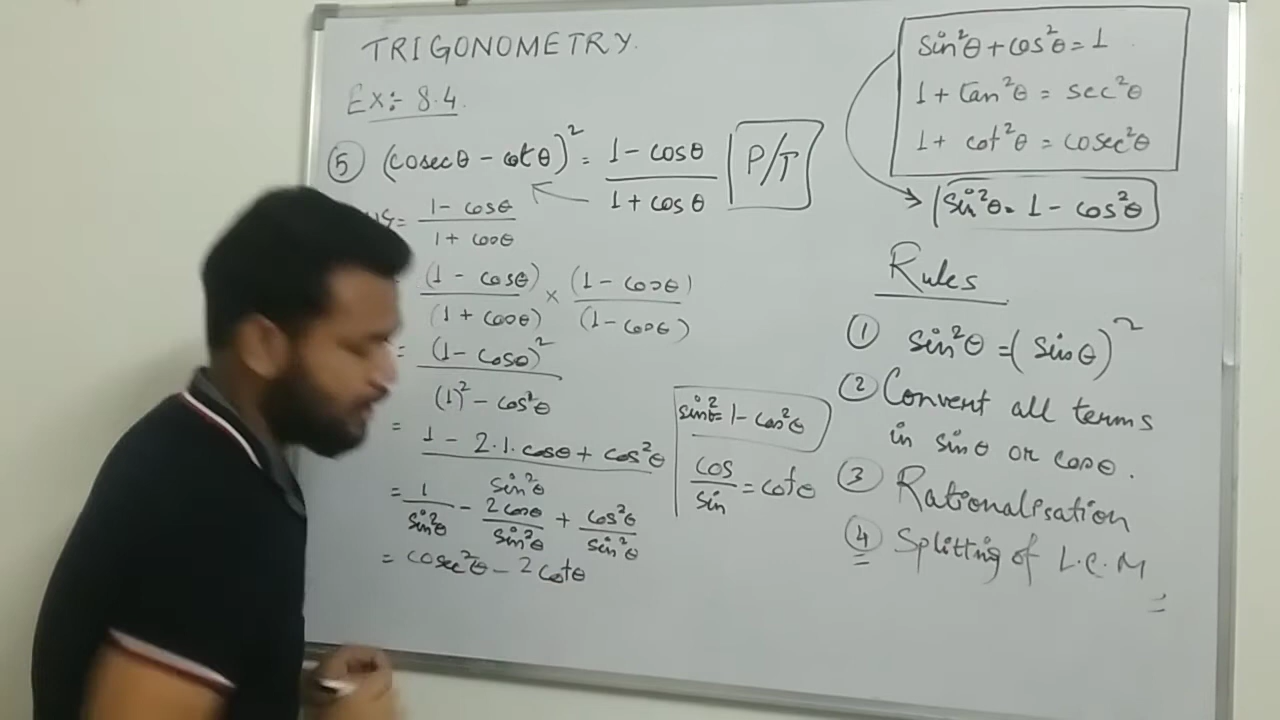 TRIGONOMETRY.
Ex:- 8.4.
⑤ (cosecθ - cotθ)² = 1 - cosθ / 1 + cosθ | P/T
= 1 - cosθ / 1 + cosθ
(1 - cosθ) / (1 + cosθ) × (1 - cosθ) / (1 - cosθ)
= (1 - cosθ)² / (1)² - cos²θ
= 1 - 2.1.cosθ + cos²θ / sin²θ
= 1 / sin²θ - 2cosθ / sin²θ + cos²θ / sin²θ
= cosec²θ - 2cotθ
sin²θ = 1 - cos²θ
cos / sin = cotθ
sin²θ + cos²θ = 1
1 + tan²θ = sec²θ
1 + cot²θ = cosec²θ
sin²θ = 1 - cos²θ
Rules
① sin²θ = (sinθ)²
② Convent all terms
in sinθ or cosθ.
③ Rationalisation
④ Splitting of L.C.M